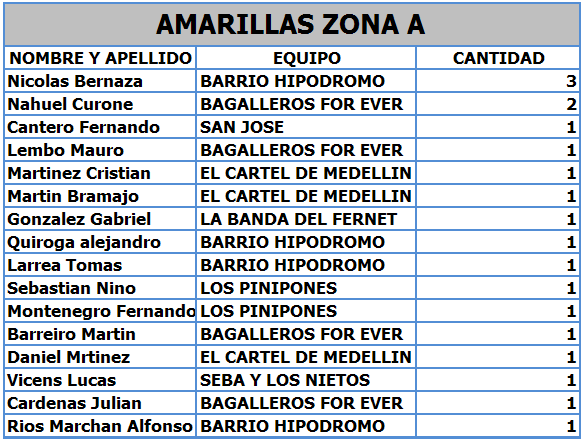 AMARILLAS ZONA A
NOMBRE Y APELLIDO EQUIPO CANTIDAD
Nicolas Bernaza BARRIO HIPODROMO 3
Nahuel Curone BAGALLEROS FOR EVER 2
Cantero Fernando SAN JOSE 1
Lembo Mauro BAGALLEROS FOR EVER 1
Martinez Cristian EL CARTEL DE MEDELLIN 1
Martin Bramajo EL CARTEL DE MEDELLIN 1
Gonzalez Gabriel LA BANDA DEL FERNET 1
Quiroga alejandro BARRIO HIPODROMO 1
Larrea Tomas BARRIO HIPODROMO 1
Sebastian Nino LOS PINIPONES 1
Montenegro Fernando LOS PINIPONES 1
Barreiro Martin BAGALLEROS FOR EVER 1
Daniel Mrtinez EL CARTEL DE MEDELLIN 1
Vicens Lucas SEBA Y LOS NIETOS 1
Cardenas Julian BAGALLEROS FOR EVER 1
Rios Marchan Alfonso BARRIO HIPODROMO 1